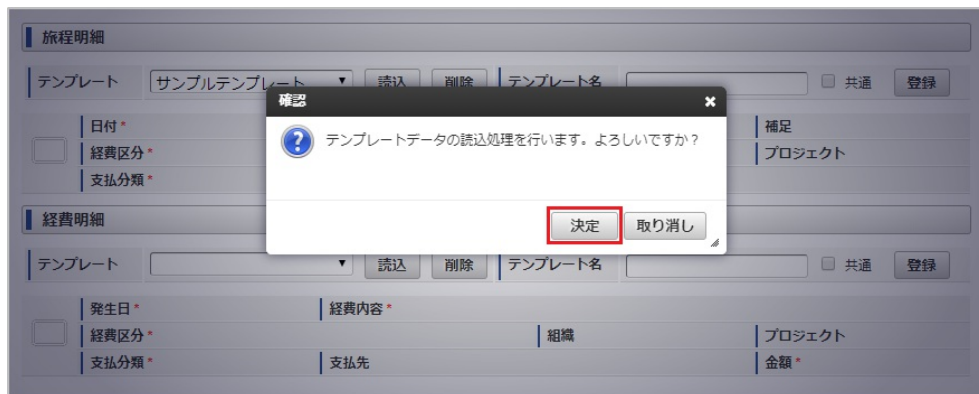 旅程明細
テンプレート サンプルテンプレート 読込 削除 テンプレート名 共通 登録
確認
テンプレートデータの読込処理を行います。よろしいですか?
決定 取り消し
日付* 補足
経費区分* プロジェクト
支払分類*
経費明細
テンプレート 読込 削除 テンプレート名 共通 登録
発生日* 経費内容*
経費区分* 組織 プロジェクト
支払分類* 支払先 金額*